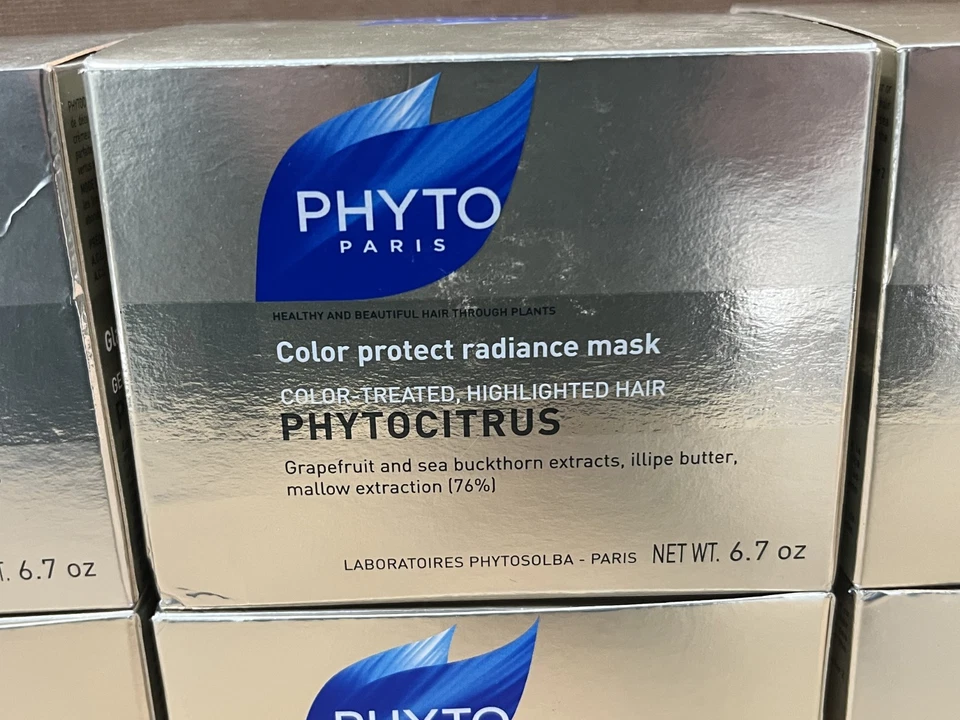 PHYTO
PARIS
HEALTHY AND BEAUTIFUL HAIR THROUGH PLANTS
Color protect radiance mask
COLOR-TREATED, HIGHLIGHTED HAIR
PHYTOCITRUS
Grapefruit and sea buckthorn extracts, illipe butter,
mallow extraction (76%)
LABORATOIRES PHYTOSOLBA - PARIS NET WT. 6.7 oz
6.7 oz
PHYTO